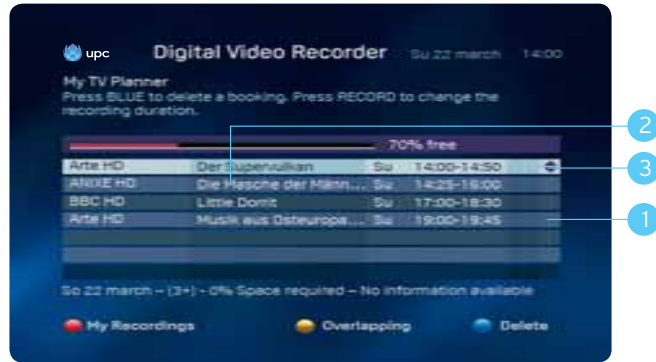 upc Digital Video Recorder Su 22 march 14:00
My TV Planner
Press BLUE to delete a booking. Press RECORD to change the
recording duration.
70% free
Arte HD Der Supervulkan Su 14:00-14:50
ANIXE HD Die Masche der Männ... Su 14:25-16:00
BBC HD Little Dorrit Su 17:00-18:30
Arte HD Musik aus Osteuropa... Su 19:00-19:45
So 22 march – (3+) - 0% Space required – No information available
My Recordings Overlapping Delete
2
3
1